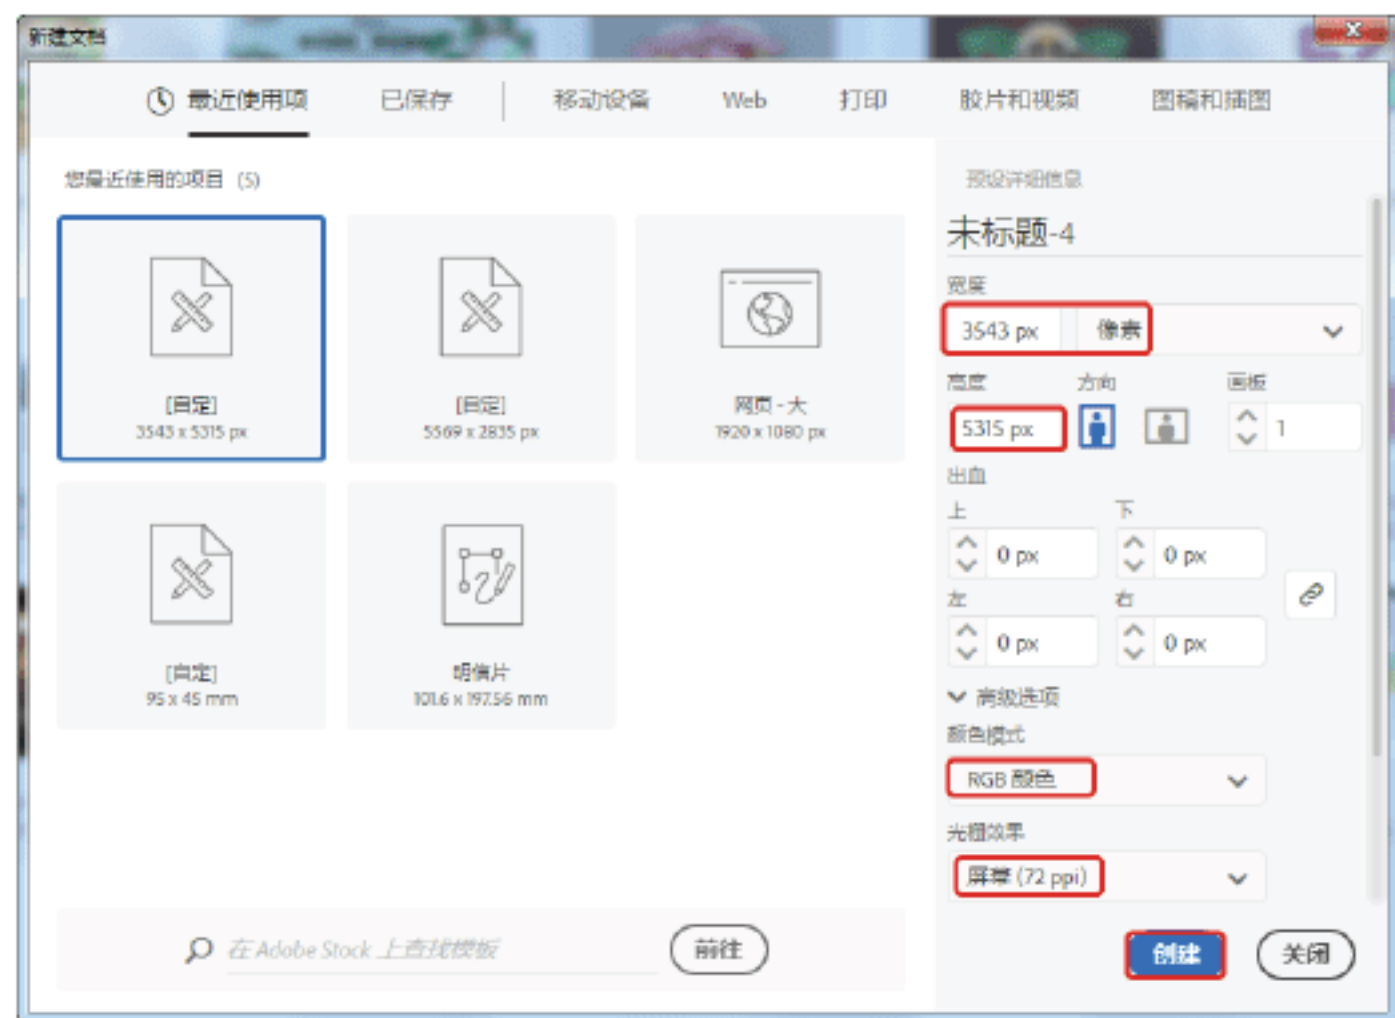 新建文档
最近使用项 已保存 移动设备 Web 打印 胶片和视频 图稿和插图
您最近使用的项目 (5)
[自定]
3543 x 5315 px
[自定]
5569 x 2835 px
网页 - 大
1920 x 1080 px
[自定]
95 x 45 mm
明信片
101.6 x 197.56 mm
在 Adobe Stock 上查找模板
前往
预设详细信息
未标题-4
宽度
3543 px 像素
高度 方向 画板
5315 px 1
出血
上 下
0 px 0 px
左 右
0 px 0 px
高级选项
颜色模式
RGB 颜色
光栅效果
屏幕 (72 ppi)
创建 关闭